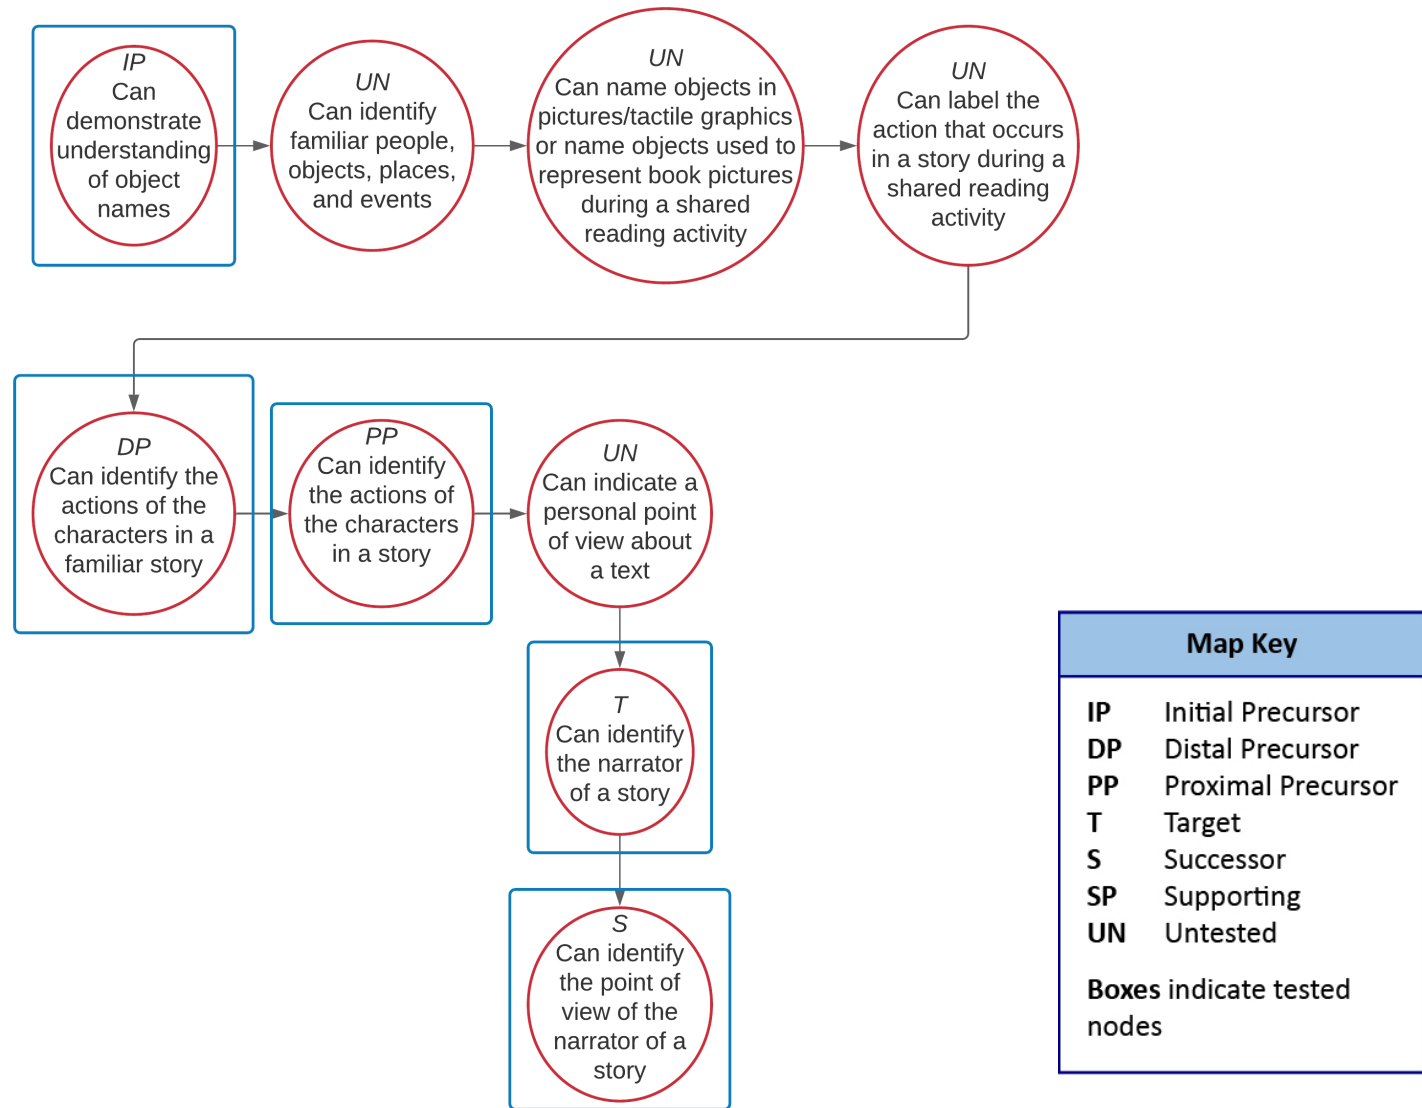 IP
Can
demonstrate
understanding
of object
names
UN
Can identify
familiar people,
objects, places,
and events
UN
Can name objects in
pictures/tactile graphics
or name objects used to
represent book pictures
during a shared
reading activity
UN
Can label the
action that occurs
in a story during a
shared reading
activity
DP
Can identify the
actions of the
characters in a
familiar story
PP
Can identify
the actions of
the characters
in a story
UN
Can indicate a
personal point
of view about
a text
T
Can identify
the narrator
of a story
S
Can identify
the point of
view of the
narrator of a
story
Map Key
IP Initial Precursor
DP Distal Precursor
PP Proximal Precursor
T Target
S Successor
SP Supporting
UN Untested
Boxes indicate tested
nodes